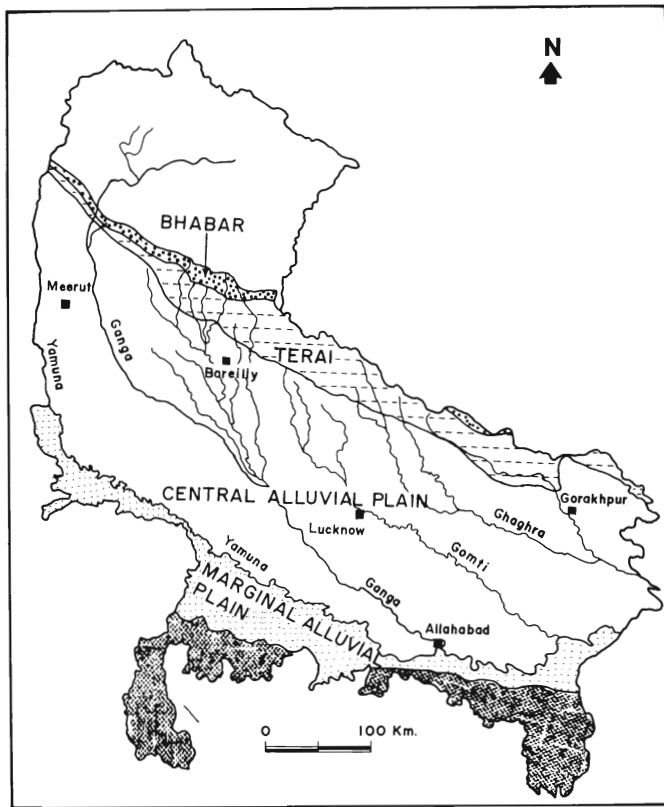 N
BHABAR
Meerut
Ganga
TERAI
Yamuna
Bareilly
CENTRAL ALLUVIAL PLAIN
Gorakhpur
Lucknow
Ghaghra
Gomti
Yamuna
Ganga
MARGINAL ALLUVIAL
PLAIN
Allahabad
0 100 Km.